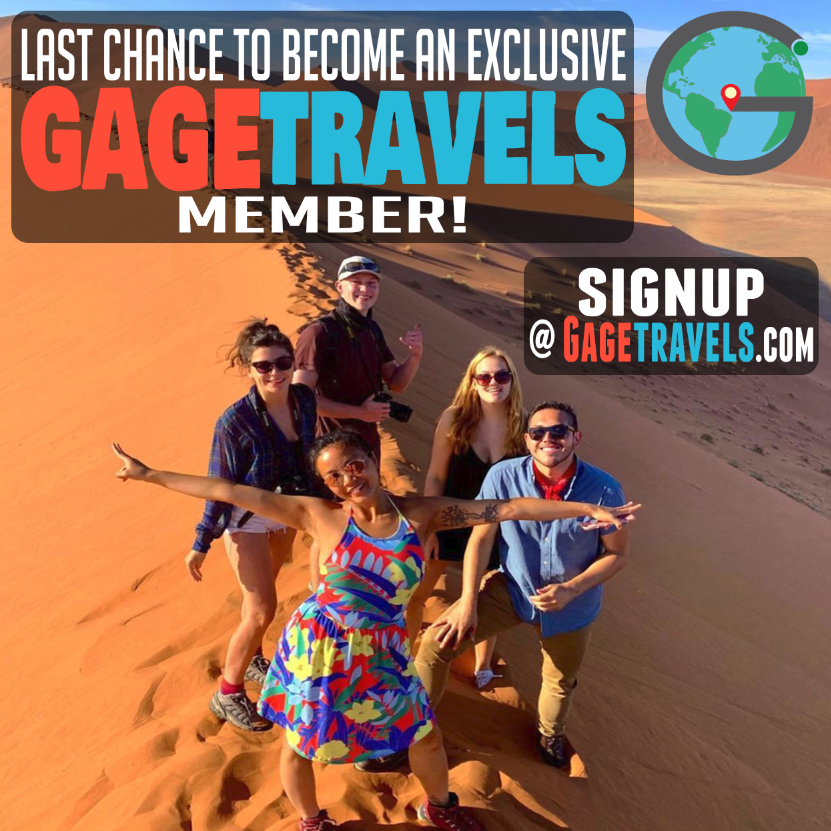 LAST CHANCE TO BECOME AN EXCLUSIVE
GAGETRAVELS
MEMBER!
SIGNUP
@ GAGETRAVELS.COM